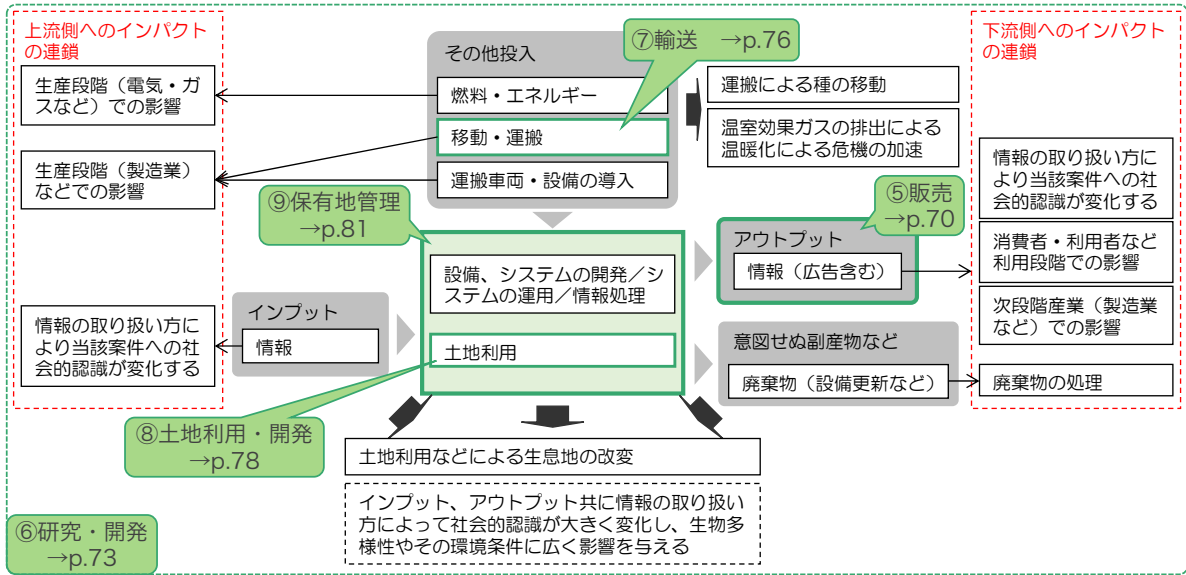 上流側へのインパクト
の連鎖
生産段階（電気・ガ
スなど）での影響
生産段階（製造業）
などでの影響
情報の取り扱い方に
より当該案件への社
会的認識が変化する
その他投入
燃料・エネルギー
移動・運搬
運搬車両・設備の導入
⑦輸送　→p.76
運搬による種の移動
温室効果ガスの排出による
温暖化による危機の加速
⑨保有地管理
→p.81
設備、システムの開発／シ
ステムの運用／情報処理
土地利用
インプット
情報
⑤販売
→p.70
アウトプット
情報（広告含む）
意図せぬ副産物など
廃棄物（設備更新など）
下流側へのインパクト
の連鎖
情報の取り扱い方に
より当該案件への社
会的認識が変化する
消費者・利用者など
利用段階での影響
次段階産業（製造業
など）での影響
廃棄物の処理
⑧土地利用・開発
→p.78
土地利用などによる生息地の改変
インプット、アウトプット共に情報の取り扱い
方によって社会的認識が大きく変化し、生物多
様性やその環境条件に広く影響を与える
⑥研究・開発
→p.73